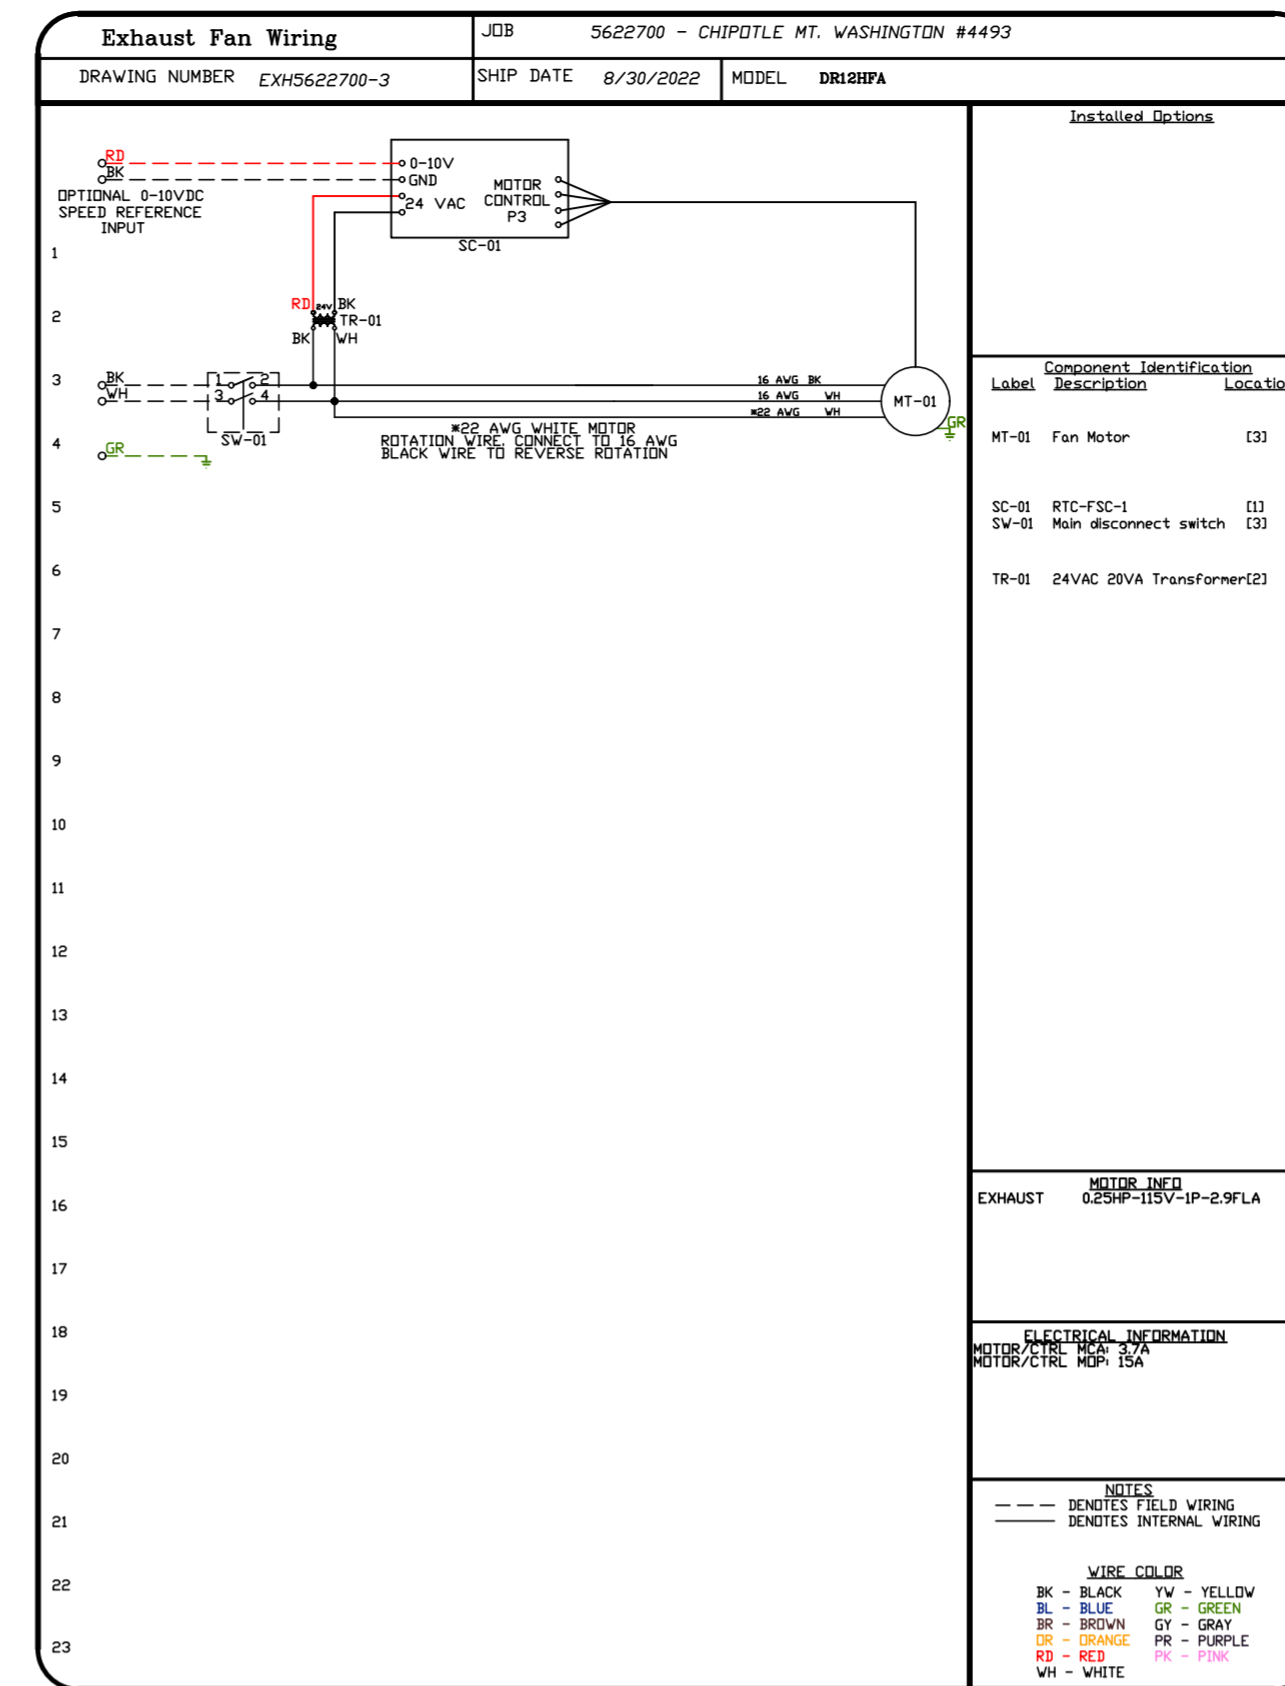 Exhaust Fan Wiring
JOB 5622700 - CHIPOTLE MT. WASHINGTON #4493
DRAWING NUMBER EXH5622700-3
SHIP DATE 8/30/2022
MODEL DR12HFA
RD
BK
OPTIONAL 0-10VDC
SPEED REFERENCE
INPUT
0-10V
GND
24 VAC
MOTOR
CONTROL
P3
SC-01
RD 24V BK
TR-01
BK WH
BK
WH
1 2
3 4
SW-01
GR
16 AWG BK
16 AWG WH
*22 AWG WH
MT-01
GR
*22 AWG WHITE MOTOR
ROTATION WIRE. CONNECT TO 16 AWG
BLACK WIRE TO REVERSE ROTATION
1
2
3
4
5
6
7
8
9
10
11
12
13
14
15
16
17
18
19
20
21
22
23
Installed Options
Component Identification
Label Description Locatio
MT-01 Fan Motor [3]
SC-01 RTC-FSC-1 [1]
SW-01 Main disconnect switch [3]
TR-01 24VAC 20VA Transformer[2]
MOTOR INFO
EXHAUST 0.25HP-115V-1P-2.9FLA
ELECTRICAL INFORMATION
MOTOR/CTRL MCA: 3.7A
MOTOR/CTRL MOP: 15A
NOTES
DENOTES FIELD WIRING
DENOTES INTERNAL WIRING
WIRE COLOR
BK - BLACK YW - YELLOW
BL - BLUE GR - GREEN
BR - BROWN GY - GRAY
OR - ORANGE PR - PURPLE
RD - RED PK - PINK
WH - WHITE